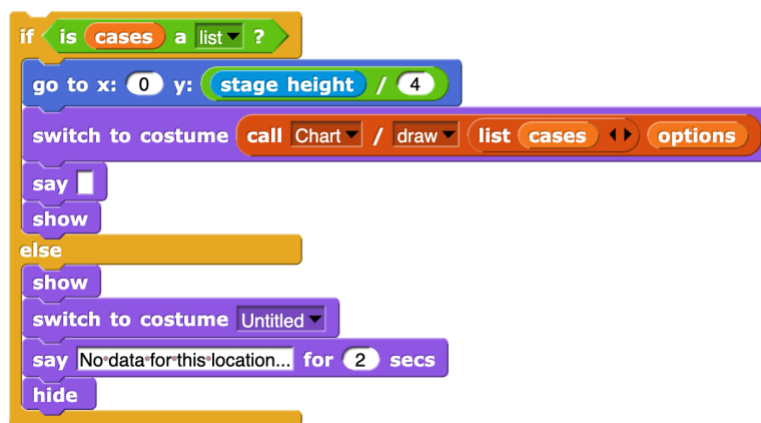 if is cases a list ?
go to x: 0 y: stage height / 4
switch to costume call Chart / draw list cases options
say
show
else
show
switch to costume Untitled
say No data for this location... for 2 secs
hide